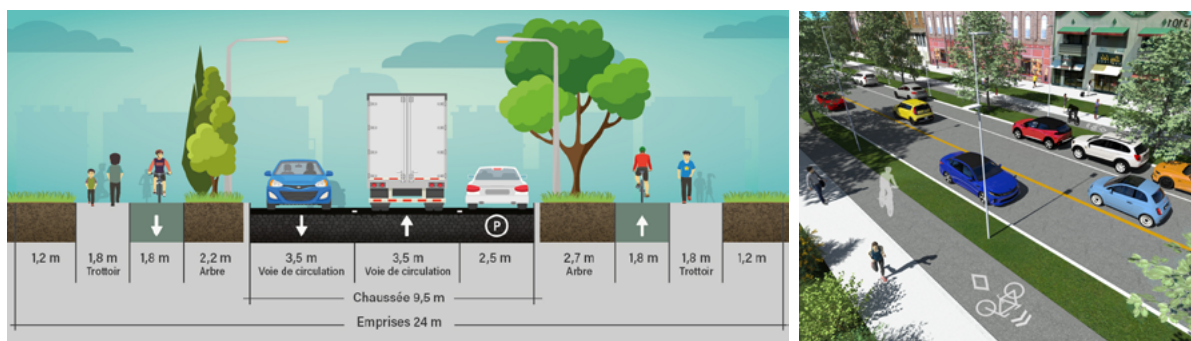 P
1,2 m
1,8 m
Trottoir
1,8 m
2,2 m
Arbre
3,5 m
Voie de circulation
3,5 m
Voie de circulation
2,5 m
2,7 m
Arbre
1,8 m
1,8 m
Trottoir
1,2 m
Chaussée 9,5 m
Emprises 24 m